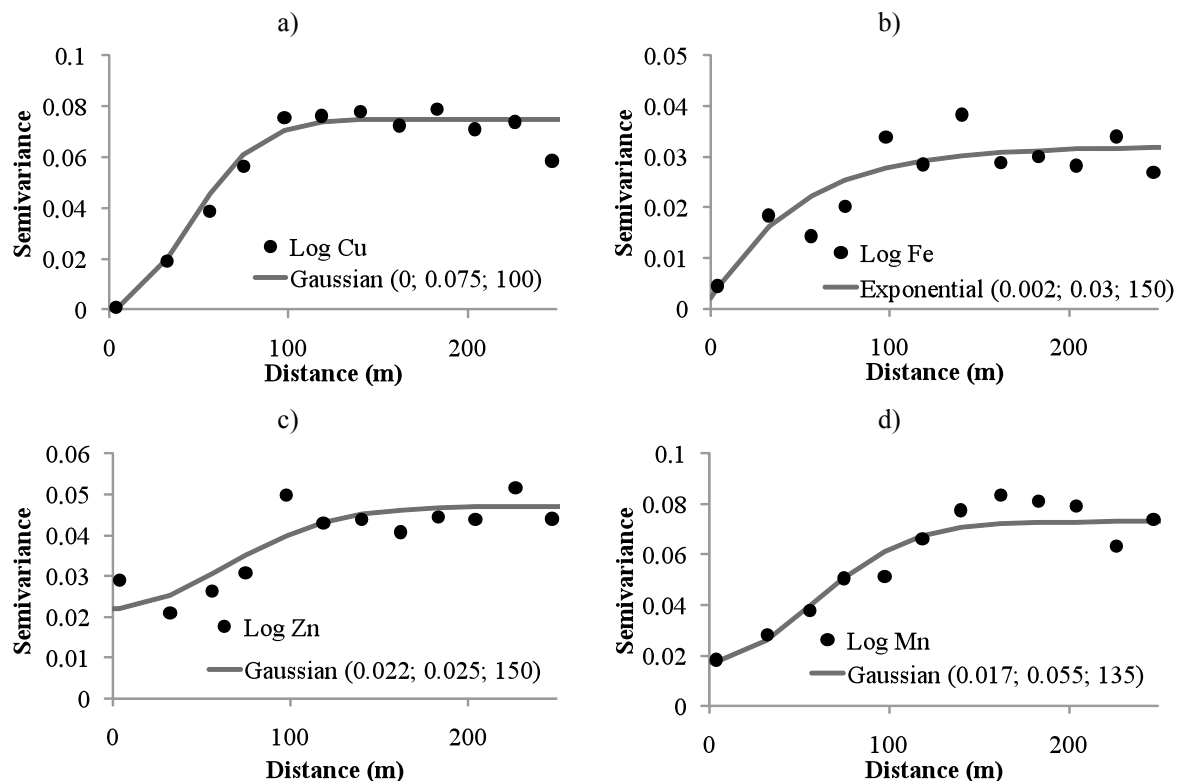 a)
0.1
0.08
0.06
0.04
0.02
0
Semivariance
Log Cu
Gaussian (0; 0.075; 100)
0
100
200
Distance (m)
b)
0.05
0.04
0.03
0.02
0.01
0
Semivariance
Log Fe
Exponential (0.002; 0.03; 150)
0
100
200
Distance (m)
c)
0.06
0.05
0.04
0.03
0.02
0.01
0
Semivariance
Log Zn
Gaussian (0.022; 0.025; 150)
0
100
200
Distance (m)
d)
0.1
0.08
0.06
0.04
0.02
0
Semivariance
Log Mn
Gaussian (0.017; 0.055; 135)
0
100
200
Distance (m)